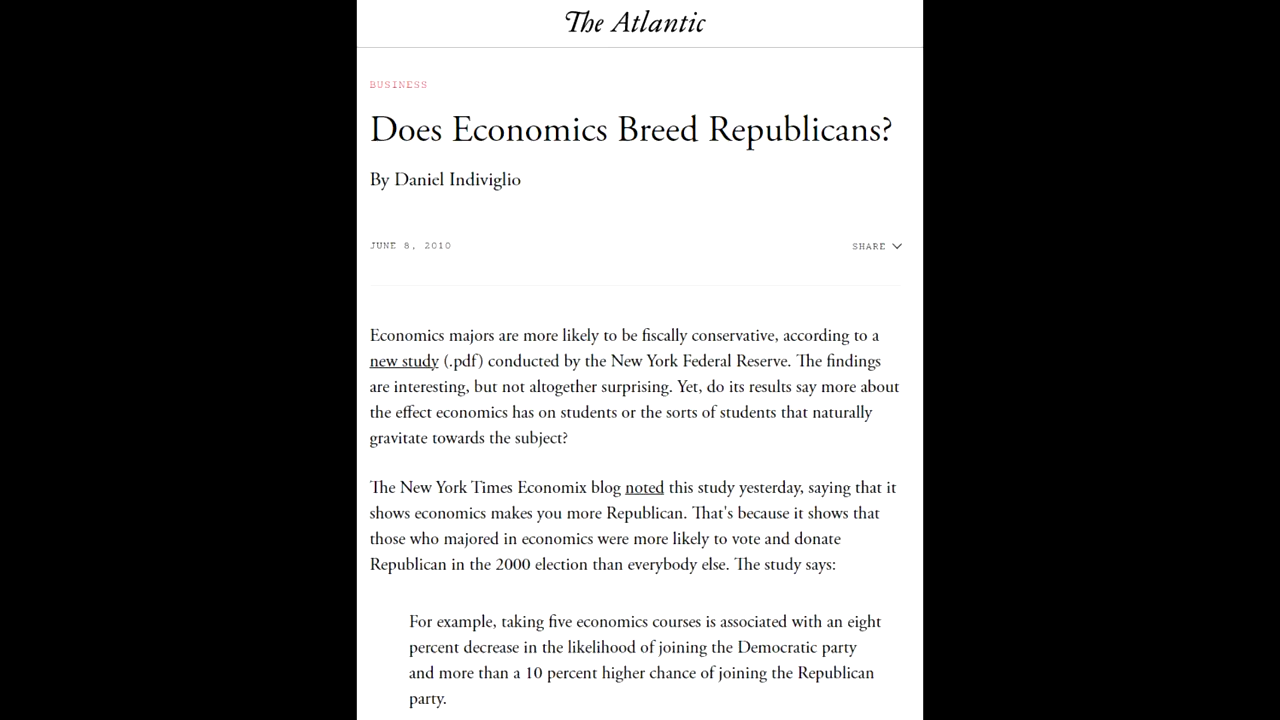 The Atlantic
BUSINESS
Does Economics Breed Republicans?
By Daniel Indiviglio
JUNE 8, 2010
SHARE
Economics majors are more likely to be fiscally conservative, according to a
new study (.pdf) conducted by the New York Federal Reserve. The findings
are interesting, but not altogether surprising. Yet, do its results say more about
the effect economics has on students or the sorts of students that naturally
gravitate towards the subject?
The New York Times Economix blog noted this study yesterday, saying that it
shows economics makes you more Republican. That's because it shows that
those who majored in economics were more likely to vote and donate
Republican in the 2000 election than everybody else. The study says:
For example, taking five economics courses is associated with an eight
percent decrease in the likelihood of joining the Democratic party
and more than a 10 percent higher chance of joining the Republican
party.